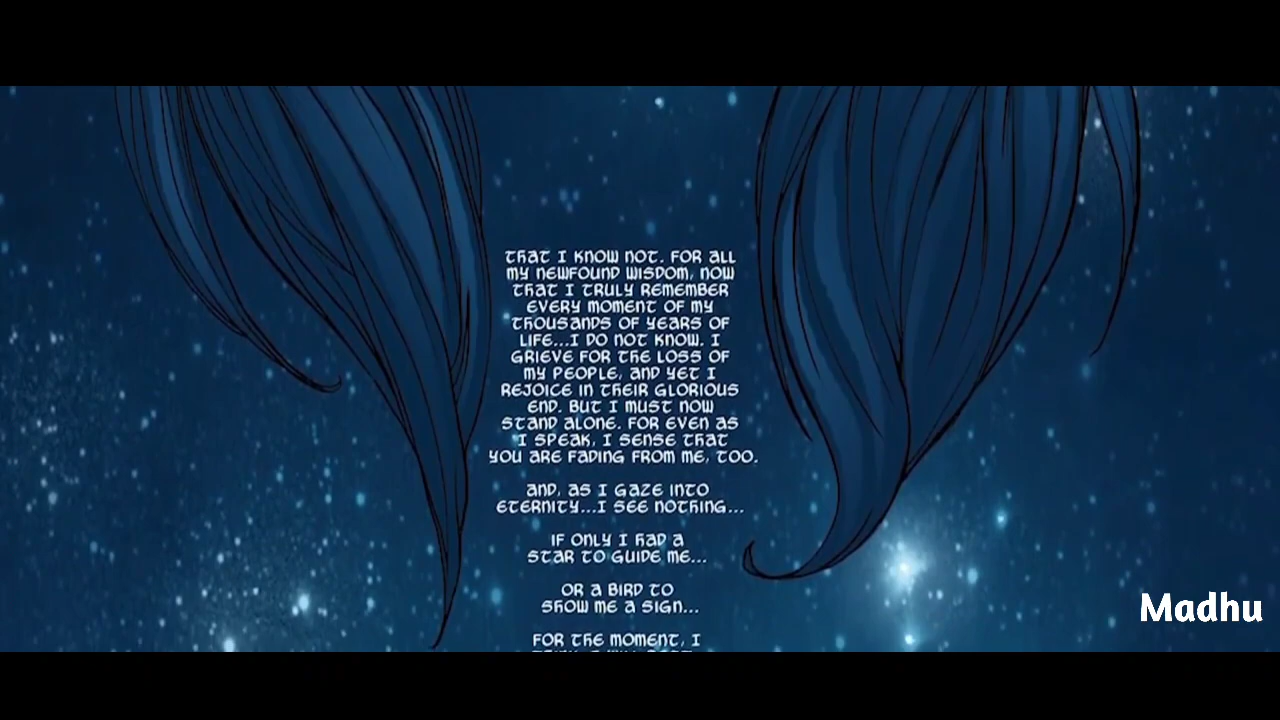 THAT I KNOW NOT. FOR ALL
MY NEWFOUND WISDOM, NOW
THAT I TRULY REMEMBER
EVERY MOMENT OF MY
THOUSANDS OF YEARS OF
LIFE...I DO NOT KNOW. I
GRIEVE FOR THE LOSS OF
MY PEOPLE, AND YET I
REJOICE IN THEIR GLORIOUS
END. BUT I MUST NOW
STAND ALONE. FOR EVEN AS
I SPEAK, I SENSE THAT
YOU ARE FADING FROM ME, TOO.
AND, AS I GAZE INTO
ETERNITY...I SEE NOTHING...
IF ONLY I HAD A
STAR TO GUIDE ME...
OR A BIRD TO
SHOW ME A SIGN...
FOR THE MOMENT, I
Madhu